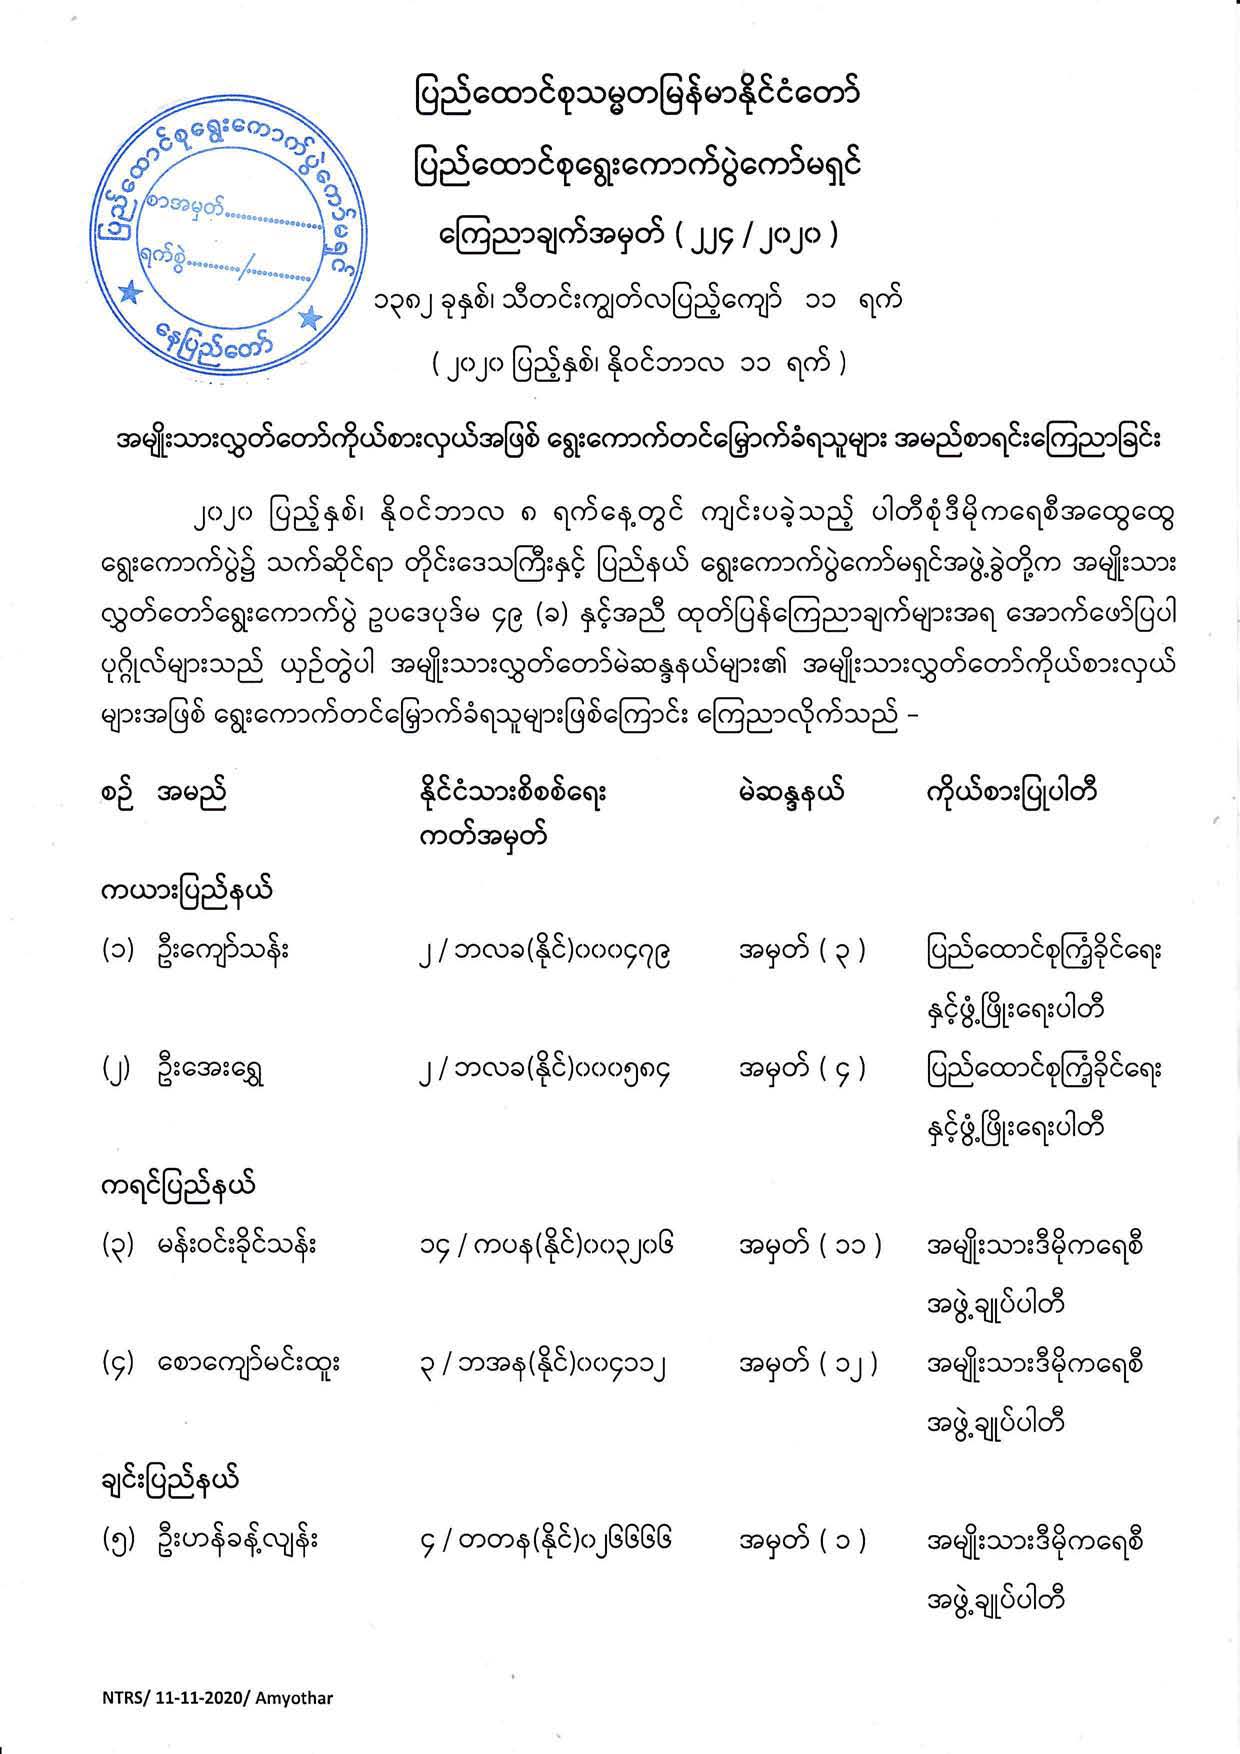 ပြည်ထောင်စုသမ္မတမြန်မာနိုင်ငံတော်
ပြည်ထောင်စုရွေးကောက်ပွဲကော်မရှင်
ကြေညာချက်အမှတ် ( ၂၂၄ / ၂၀၂၀ )
၁၃၈၂ ခုနှစ်၊ သီတင်းကျွတ်လပြည့်ကျော် ၁၁ ရက်
( ၂၀၂၀ ပြည့်နှစ်၊ နိုဝင်ဘာလ ၁၁ ရက် )
ပြည်ထောင်စုရွေးကောက်ပွဲကော်မရှင်
စာအမှတ်....................
ရက်စွဲ........../.............
နေပြည်တော်
အမျိုးသားလွှတ်တော်ကိုယ်စားလှယ်အဖြစ် ရွေးကောက်တင်မြှောက်ခံရသူများ အမည်စာရင်းကြေညာခြင်း
၂၀၂၀ ပြည့်နှစ်၊ နိုဝင်ဘာလ ၈ ရက်နေ့တွင် ကျင်းပခဲ့သည့် ပါတီစုံဒီမိုကရေစီအထွေထွေ
ရွေးကောက်ပွဲ၌ သက်ဆိုင်ရာ တိုင်းဒေသကြီးနှင့် ပြည်နယ် ရွေးကောက်ပွဲကော်မရှင်အဖွဲ့ခွဲတို့က အမျိုးသား
လွှတ်တော်ရွေးကောက်ပွဲ ဥပဒေပုဒ်မ ၄၉ (ခ) နှင့်အညီ ထုတ်ပြန်ကြေညာချက်များအရ အောက်ဖော်ပြပါ
ပုဂ္ဂိုလ်များသည် ယှဉ်တွဲပါ အမျိုးသားလွှတ်တော်မဲဆန္ဒနယ်များ၏ အမျိုးသားလွှတ်တော်ကိုယ်စားလှယ်
များအဖြစ် ရွေးကောက်တင်မြှောက်ခံရသူများဖြစ်ကြောင်း ကြေညာလိုက်သည် –
စဉ် အမည် နိုင်ငံသားစိစစ်ရေး မဲဆန္ဒနယ် ကိုယ်စားပြုပါတီ
ကတ်အမှတ်
ကယားပြည်နယ်
(၁) ဦးကျော်သန်း ၂ / ဘလခ(နိုင်)၀၀၀၄၇၉ အမှတ် ( ၃ ) ပြည်ထောင်စုကြံ့ခိုင်ရေး
နှင့်ဖွံ့ဖြိုးရေးပါတီ
(၂) ဦးအေးရွှေ ၂ / ဘလခ(နိုင်)၀၀၀၅၈၄ အမှတ် ( ၄ ) ပြည်ထောင်စုကြံ့ခိုင်ရေး
နှင့်ဖွံ့ဖြိုးရေးပါတီ
ကရင်ပြည်နယ်
(၃) မန်းဝင်းခိုင်သန်း ၁၄ / ကပန(နိုင်)၀၀၃၂၀၆ အမှတ် ( ၁၁ ) အမျိုးသားဒီမိုကရေစီ
အဖွဲ့ချုပ်ပါတီ
(၄) စောကျော်မင်းထူး ၃ / ဘအန(နိုင်)၀၀၄၁၁၂ အမှတ် ( ၁၂ ) အမျိုးသားဒီမိုကရေစီ
အဖွဲ့ချုပ်ပါတီ
ချင်းပြည်နယ်
(၅) ဦးဟန်ခန့်လျန်း ၄ / တတန(နိုင်)၀၂၆၆၆၆ အမှတ် ( ၁ ) အမျိုးသားဒီမိုကရေစီ
အဖွဲ့ချုပ်ပါတီ
NTRS/ 11-11-2020/ Amyothar